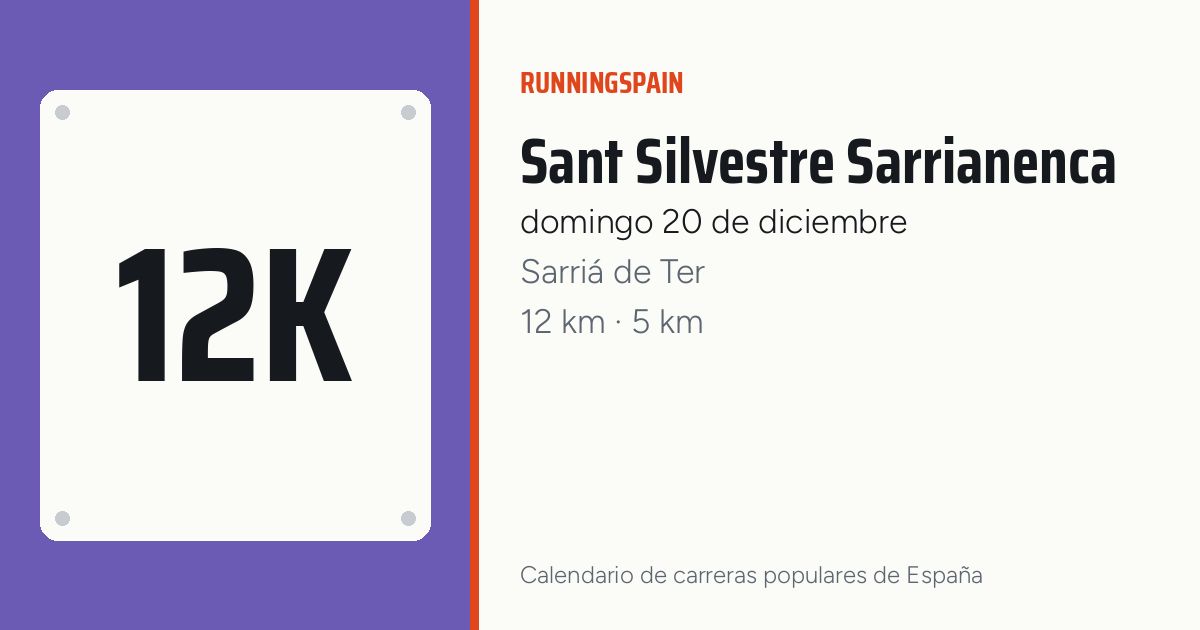 12K
RUNNINGSPAIN
Sant Silvestre Sarrianenca
domingo 20 de diciembre
Sarriá de Ter
12 km · 5 km
Calendario de carreras populares de España